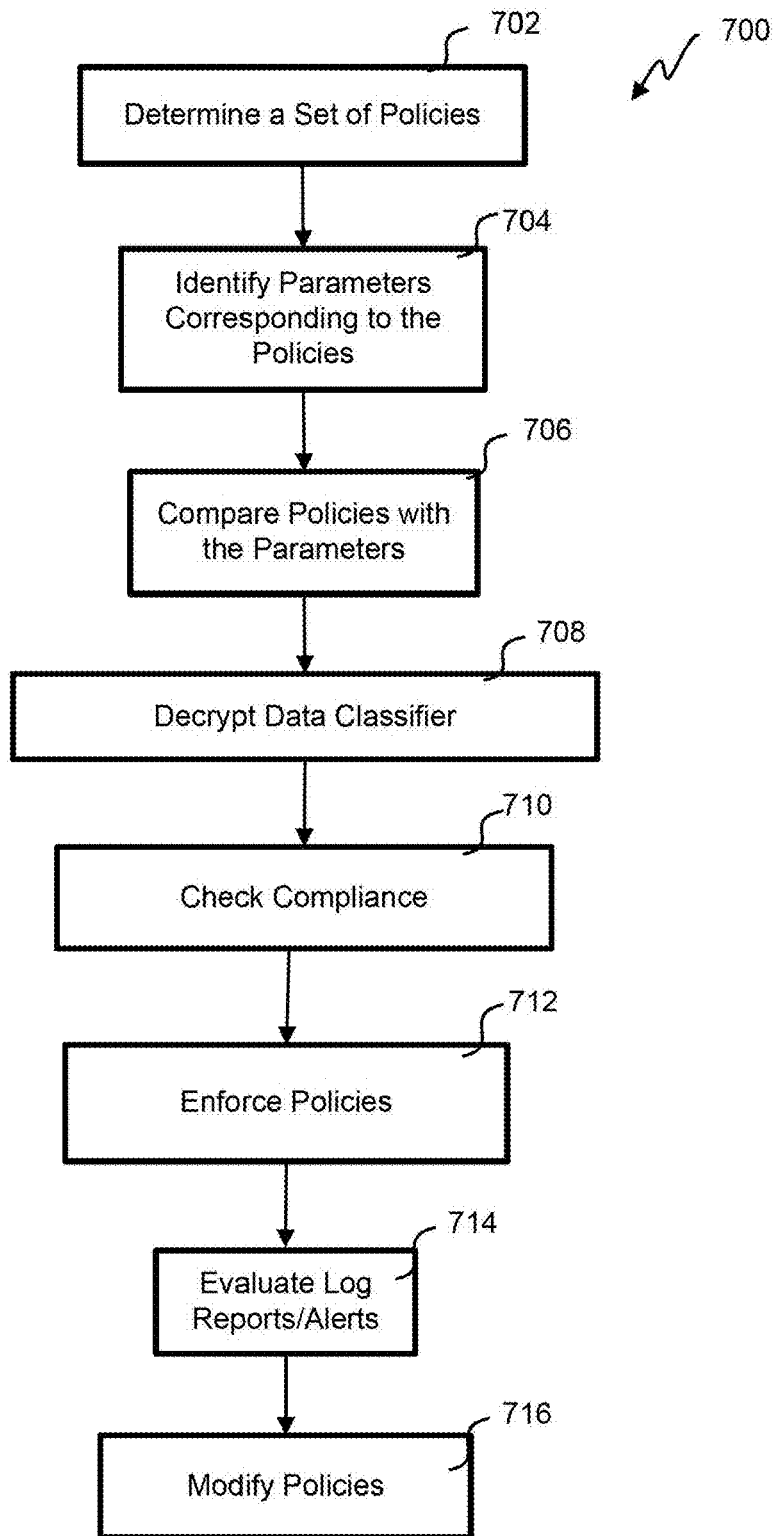 702
700
Determine a Set of Policies
704
Identify Parameters
Corresponding to the
Policies
706
Compare Policies with
the Parameters
708
Decrypt Data Classifier
710
Check Compliance
712
Enforce Policies
714
Evaluate Log
Reports/Alerts
716
Modify Policies